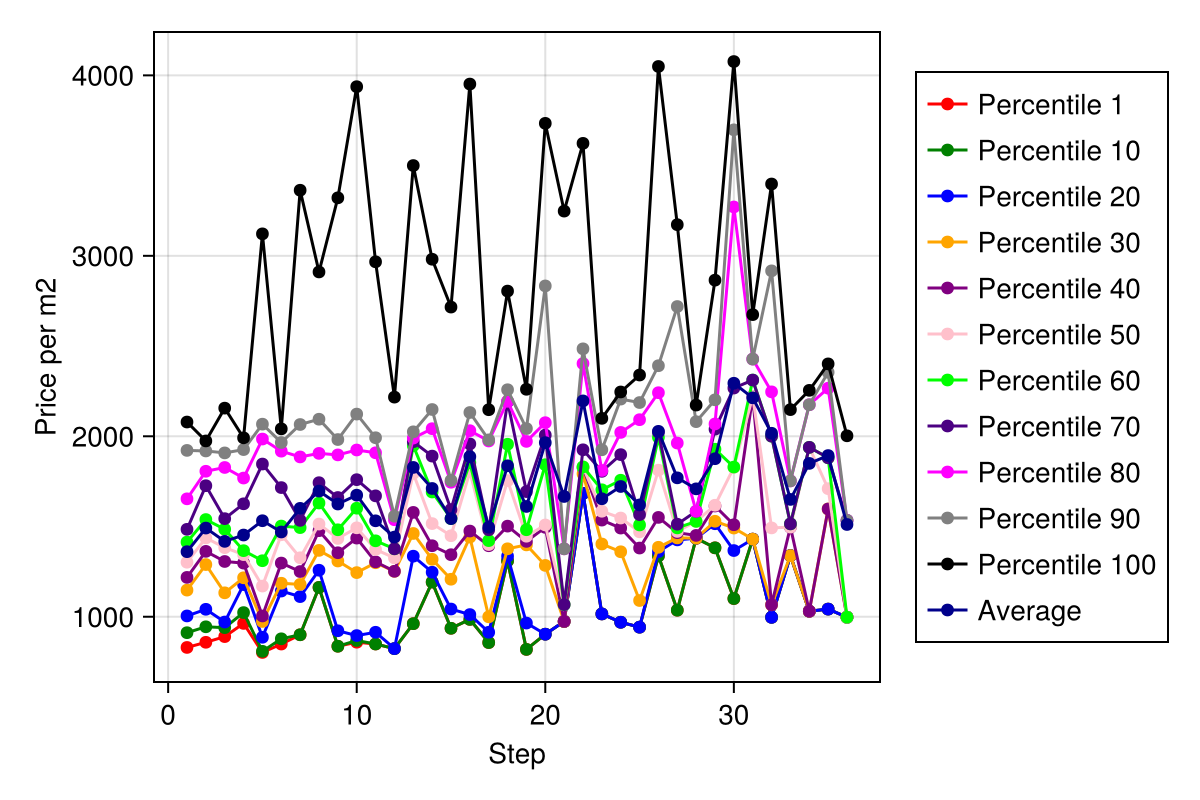 4000
3000
2000
1000
Price per m2
0
10
20
30
Step
Percentile 1
Percentile 10
Percentile 20
Percentile 30
Percentile 40
Percentile 50
Percentile 60
Percentile 70
Percentile 80
Percentile 90
Percentile 100
Average